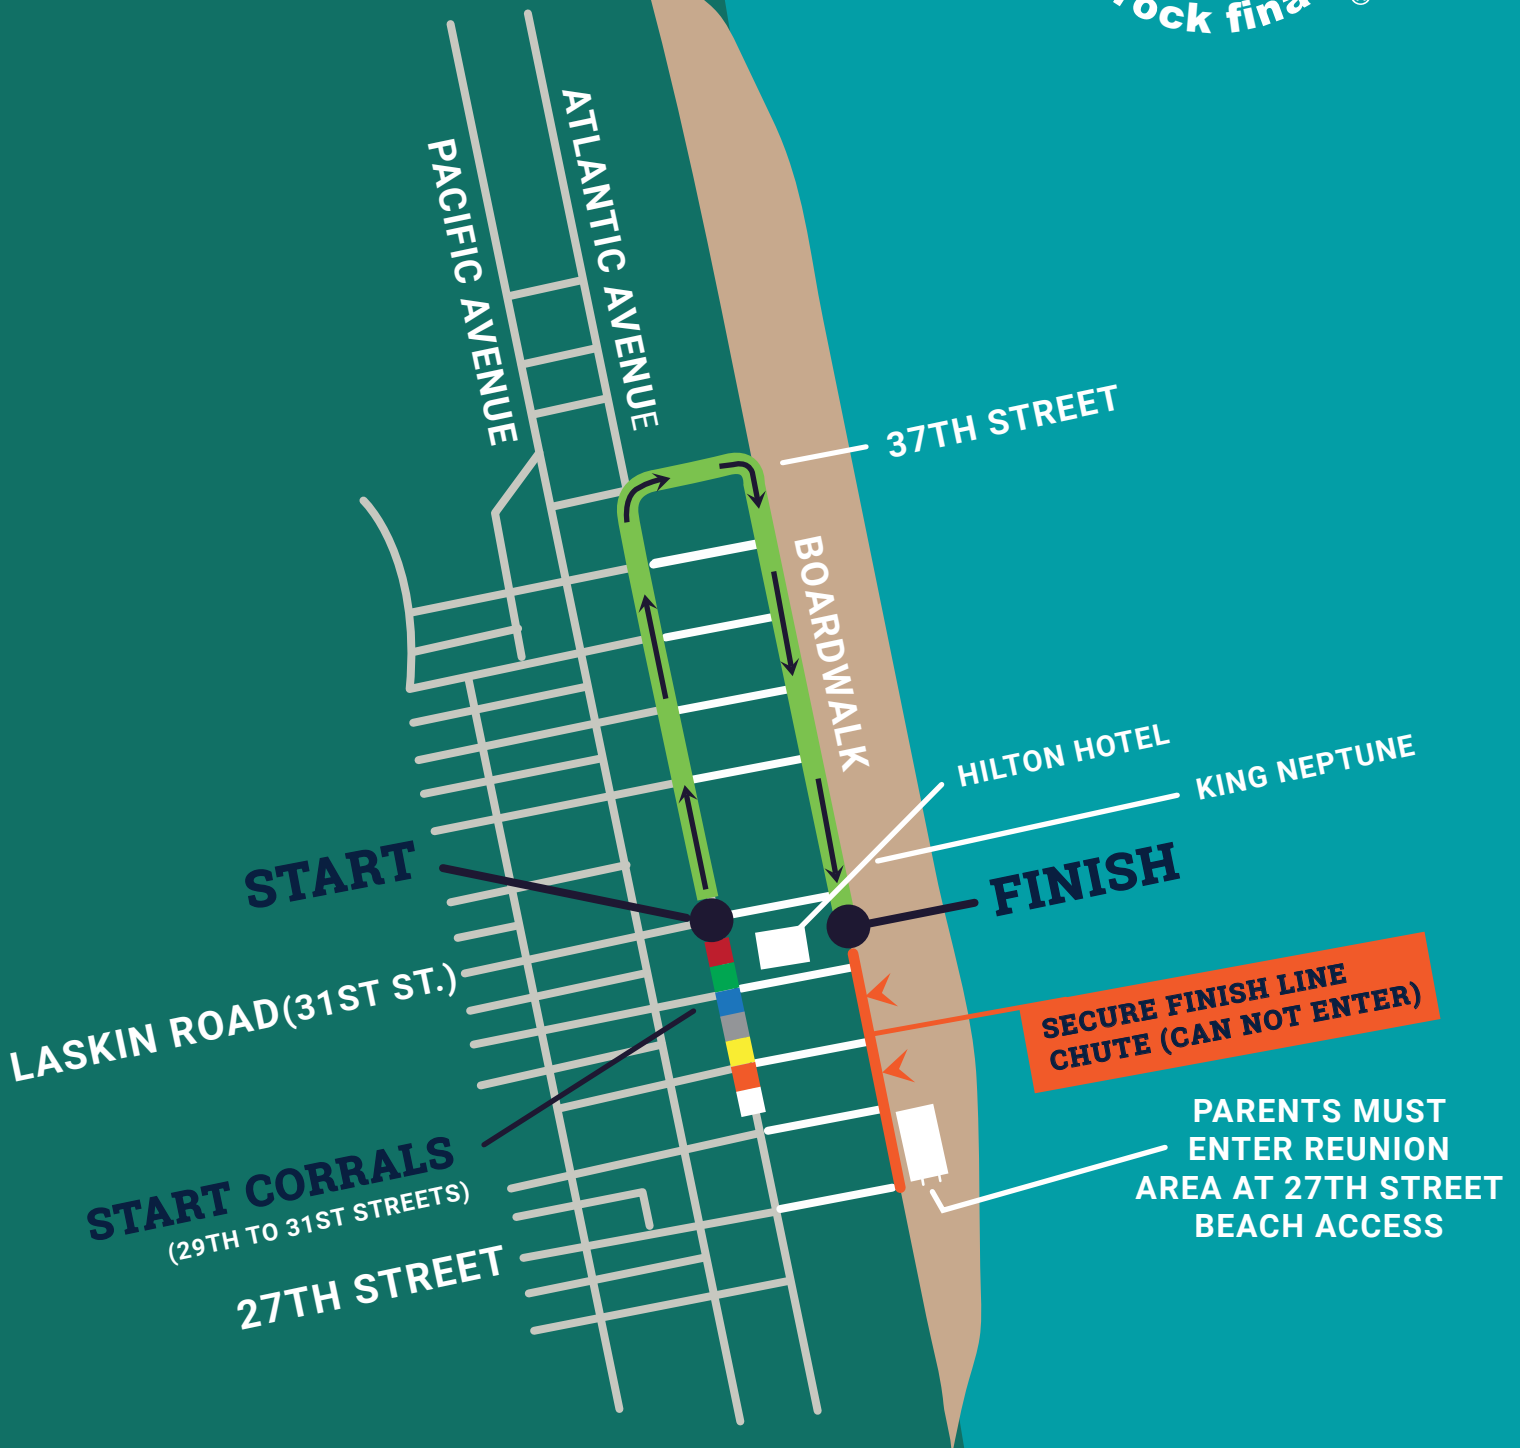 rock fina
®
PACIFIC AVENUE
ATLANTIC AVENUE
37TH STREET
BOARDWALK
HILTON HOTEL
KING NEPTUNE
START
FINISH
LASKIN ROAD(31ST ST.)
SECURE FINISH LINE
CHUTE (CAN NOT ENTER)
PARENTS MUST
ENTER REUNION
AREA AT 27TH STREET
BEACH ACCESS
START CORRALS
(29TH TO 31ST STREETS)
27TH STREET